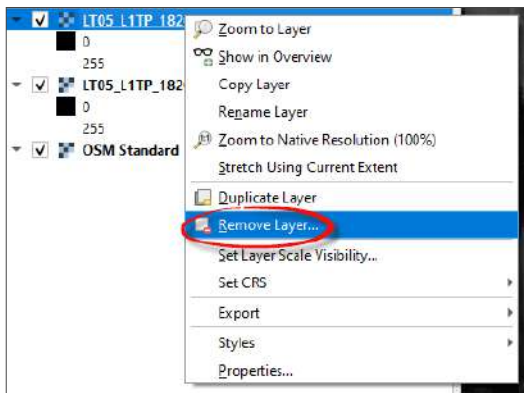 LT05_L1TP_182
0
255
LT05_L1TP_182
0
255
OSM Standard
Zoom to Layer
Show in Overview
Copy Layer
Rename Layer
Zoom to Native Resolution (100%)
Stretch Using Current Extent
Duplicate Layer
Remove Layer...
Set Layer Scale Visibility...
Set CRS
Export
Styles
Properties...